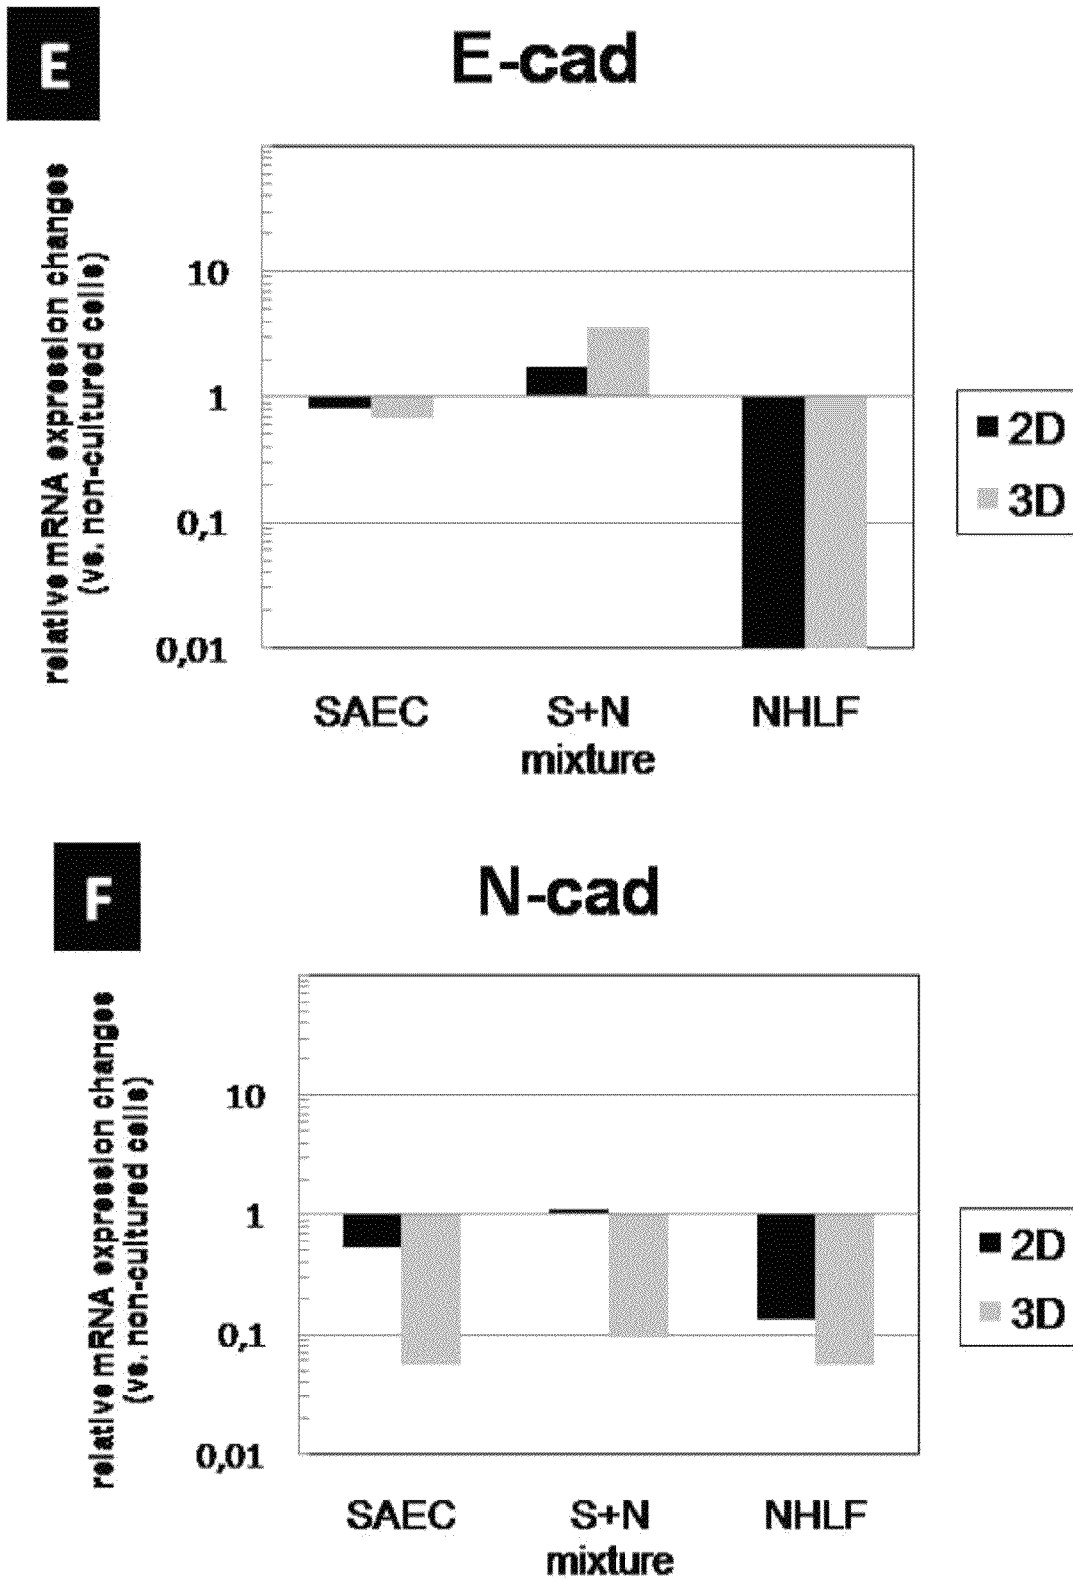 E
E-cad
relative mRNA expression changes
(vs. non-cultured cells)
10
1
0,1
0,01
SAEC
S+N
mixture
NHLF
2D
3D
F
N-cad
relative mRNA expression changes
(vs. non-cultured cells)
10
1
0,1
0,01
SAEC
S+N
mixture
NHLF
2D
3D